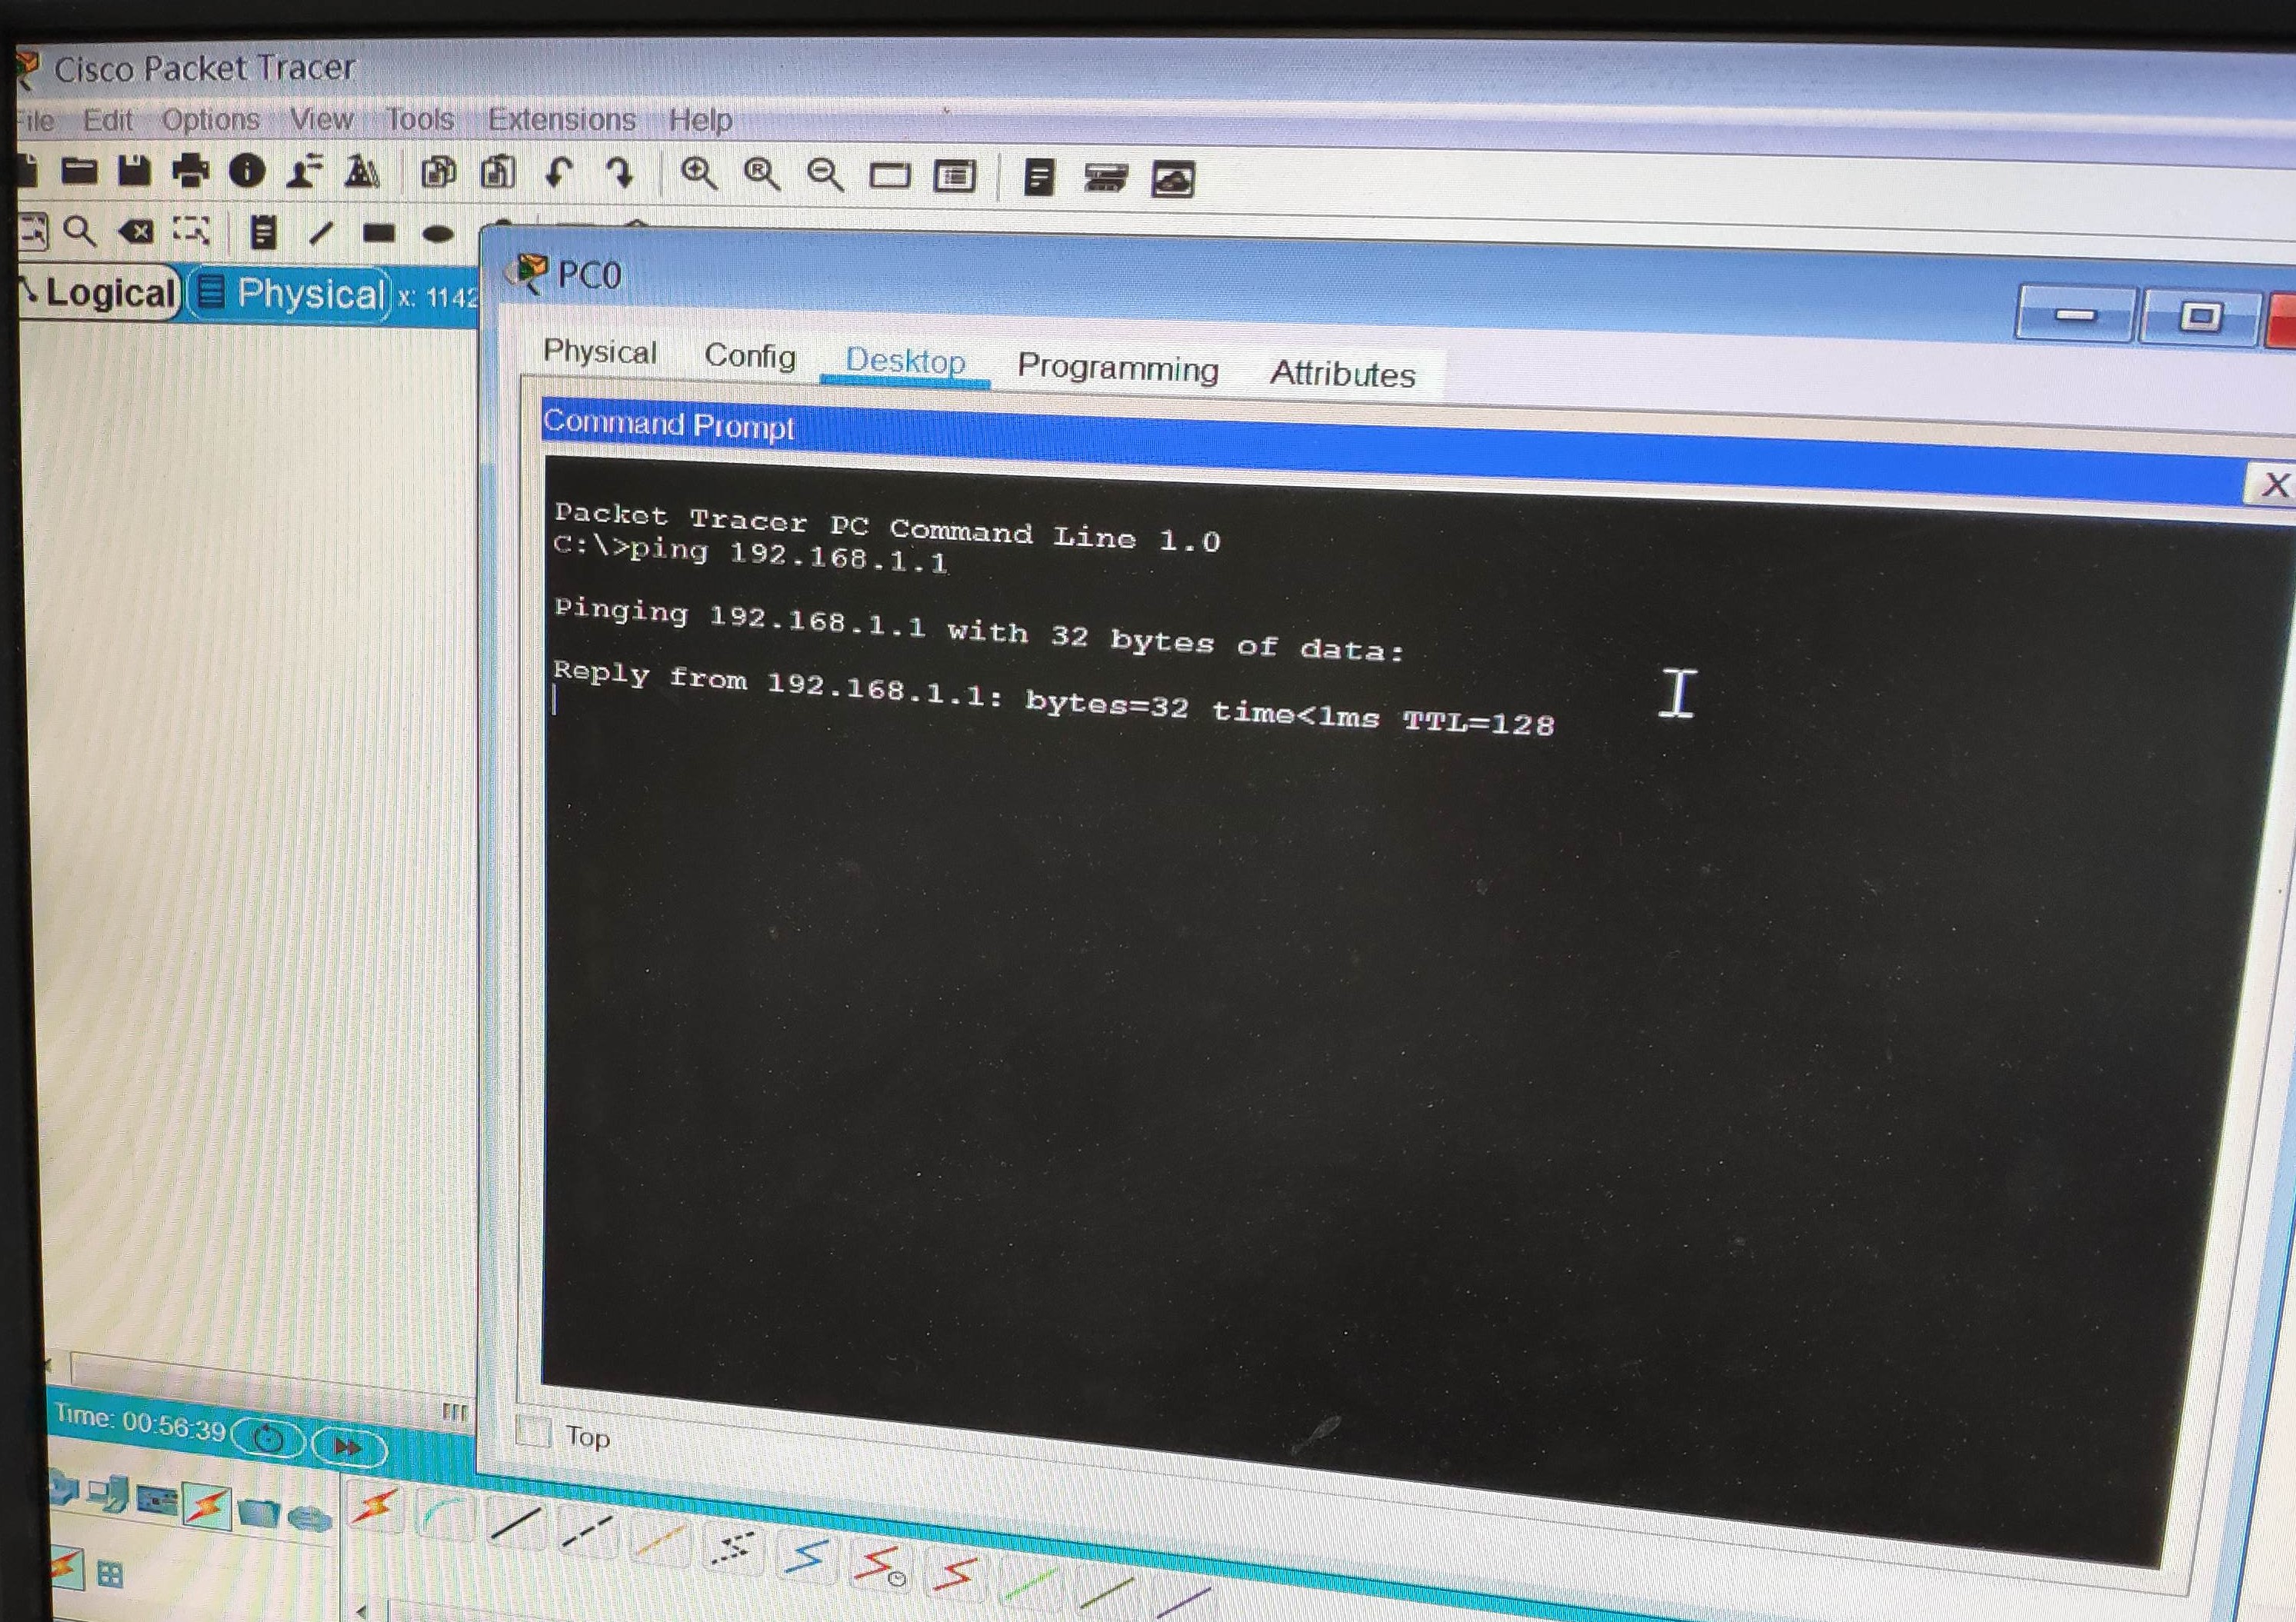 Cisco Packet Tracer
File Edit Options View Tools Extensions Help
Logical Physical x: 1142
PC0
Physical Config Desktop Programming Attributes
Command Prompt
X
Packet Tracer PC Command Line 1.0
C:\>ping 192.168.1.1
Pinging 192.168.1.1 with 32 bytes of data:
Reply from 192.168.1.1: bytes=32 time<1ms TTL=128
Top
Time: 00:56:39